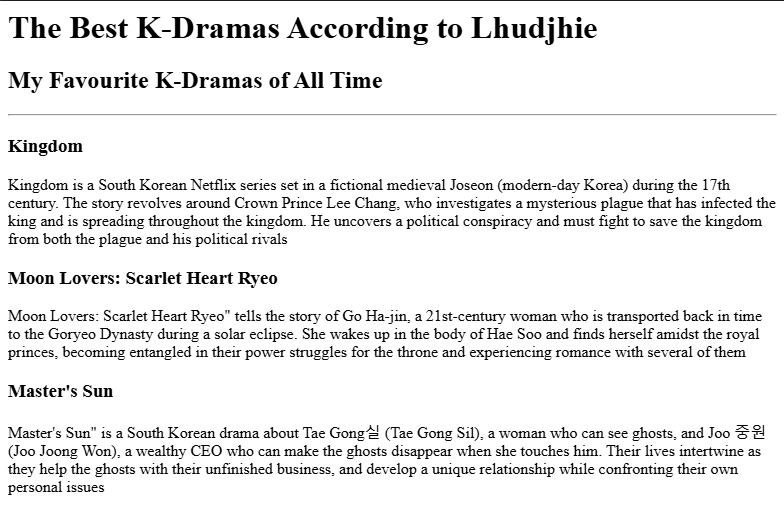 The Best K-Dramas According to Lhudjhie
My Favourite K-Dramas of All Time
Kingdom
Kingdom is a South Korean Netflix series set in a fictional medieval Joseon (modern-day Korea) during the 17th
century. The story revolves around Crown Prince Lee Chang, who investigates a mysterious plague that has infected the
king and is spreading throughout the kingdom. He uncovers a political conspiracy and must fight to save the kingdom
from both the plague and his political rivals
Moon Lovers: Scarlet Heart Ryeo
Moon Lovers: Scarlet Heart Ryeo" tells the story of Go Ha-jin, a 21st-century woman who is transported back in time
to the Goryeo Dynasty during a solar eclipse. She wakes up in the body of Hae Soo and finds herself amidst the royal
princes, becoming entangled in their power struggles for the throne and experiencing romance with several of them
Master's Sun
Master's Sun" is a South Korean drama about Tae Gong실 (Tae Gong Sil), a woman who can see ghosts, and Joo 중원
(Joo Joong Won), a wealthy CEO who can make the ghosts disappear when she touches him. Their lives intertwine as
they help the ghosts with their unfinished business, and develop a unique relationship while confronting their own
personal issues